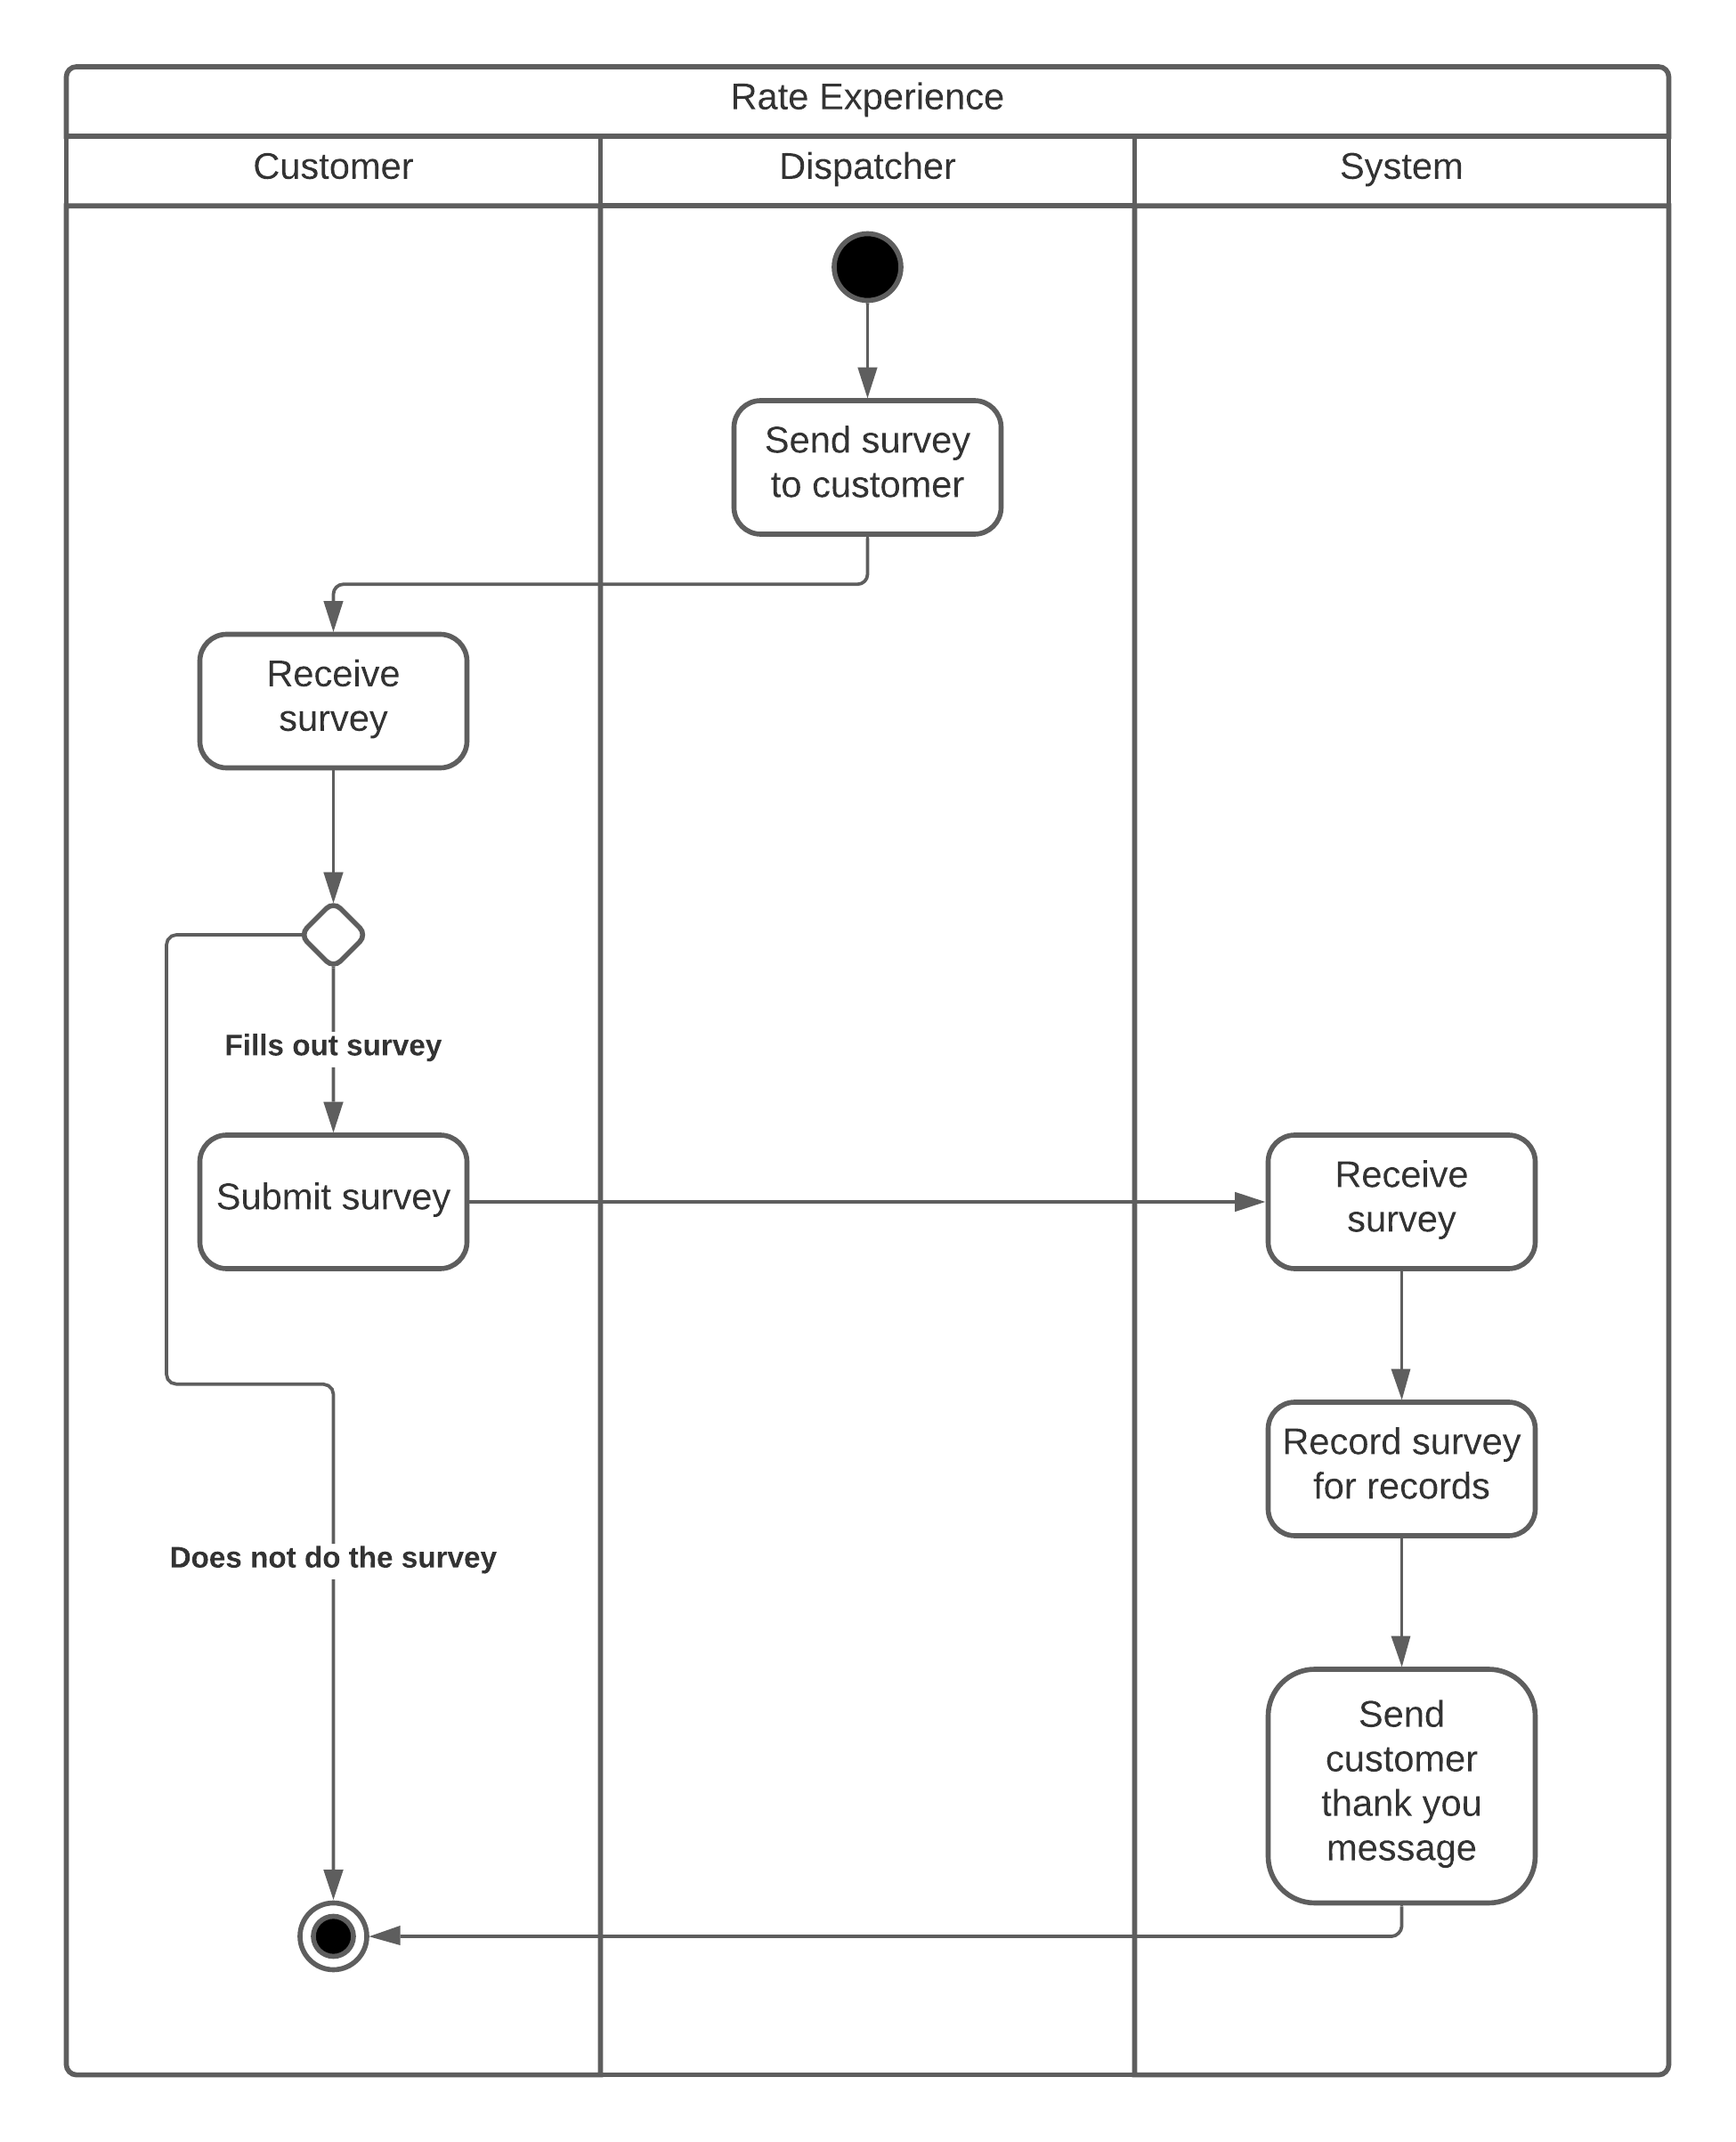 Rate Experience
Customer
Dispatcher
System
Send survey
to customer
Receive
survey
Fills out survey
Submit survey
Receive
survey
Record survey
for records
Does not do the survey
Send
customer
thank you
message